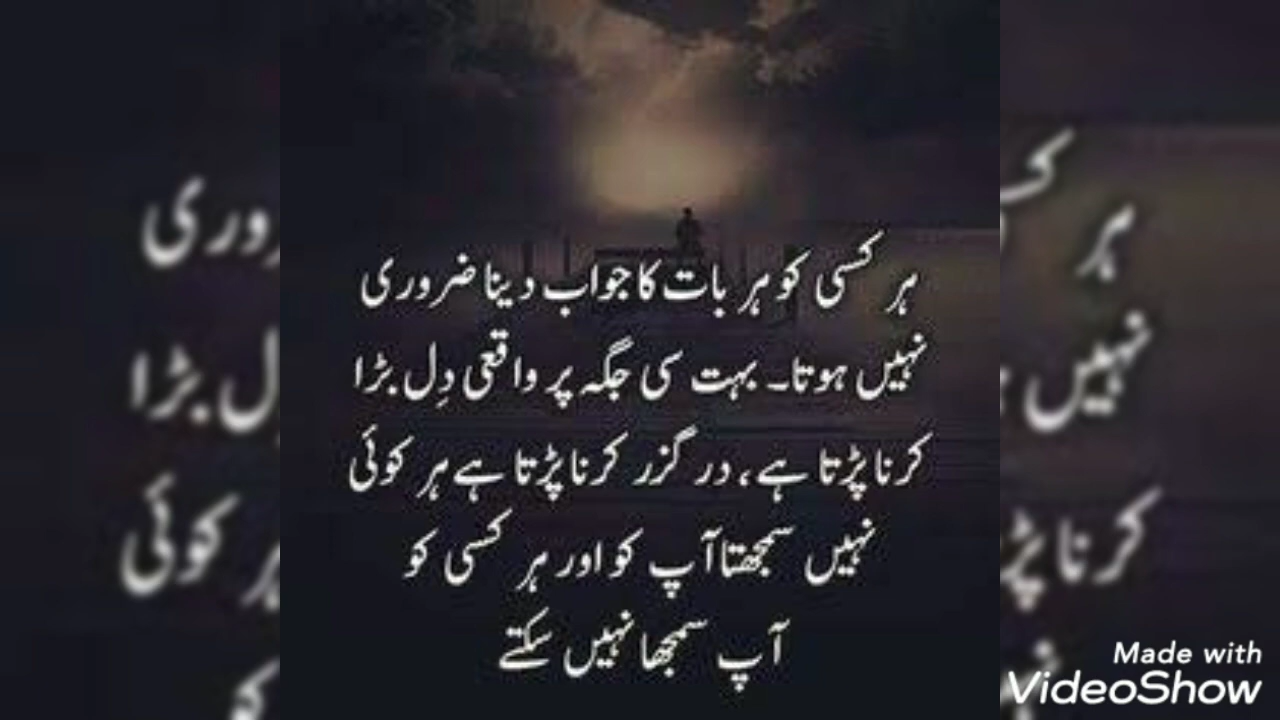 ہر کسی کو ہر بات کا جواب دینا ضروری
نہیں ہوتا۔ بہت سی جگہ پر واقعی دِل بڑا
کرنا پڑتا ہے، در گزر کرنا پڑتا ہے ہر کوئی
نہیں سمجھتا آپ کو اور ہر کسی کو
آپ سمجھا نہیں سکتے
Made with
VideoShow